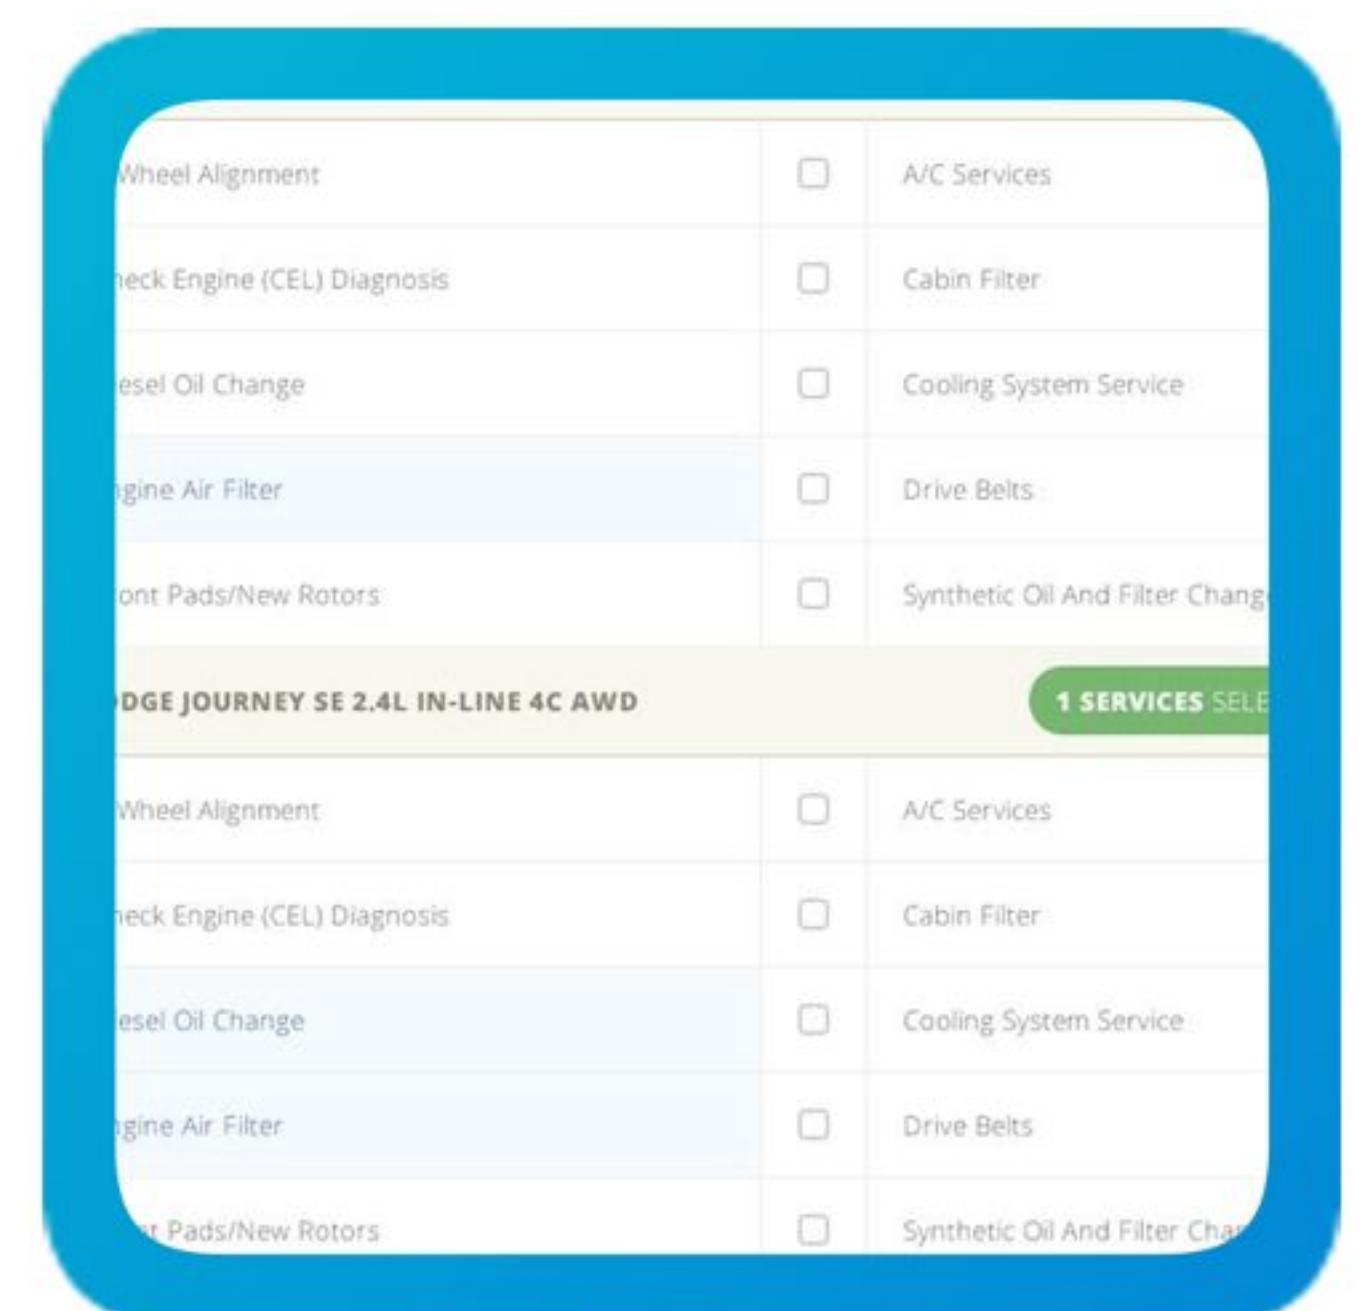 Wheel Alignment A/C Services
heck Engine (CEL) Diagnosis Cabin Filter
esel Oil Change Cooling System Service
ngine Air Filter Drive Belts
ont Pads/New Rotors Synthetic Oil And Filter Chang
DGE JOURNEY SE 2.4L IN-LINE 4C AWD 1 SERVICES SELE
Wheel Alignment A/C Services
heck Engine (CEL) Diagnosis Cabin Filter
esel Oil Change Cooling System Service
ngine Air Filter Drive Belts
nt Pads/New Rotors Synthetic Oil And Filter Cha